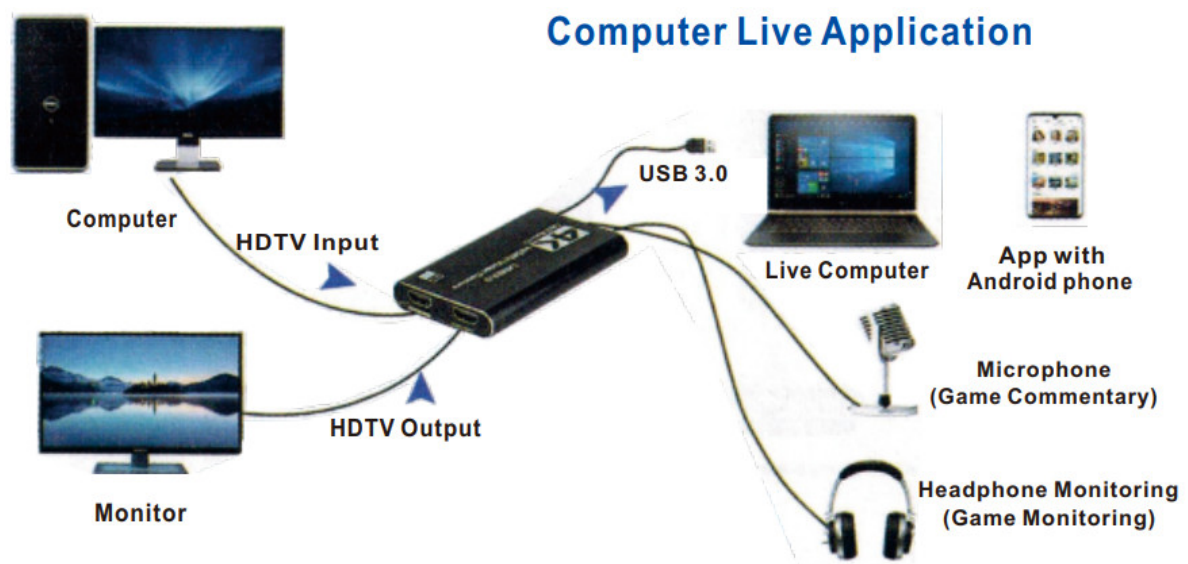 Computer Live Application
USB 3.0
Computer
HDTV Input
Live Computer
App with
Android phone
4K
Microphone
(Game Commentary)
HDTV Output
Monitor
Headphone Monitoring
(Game Monitoring)